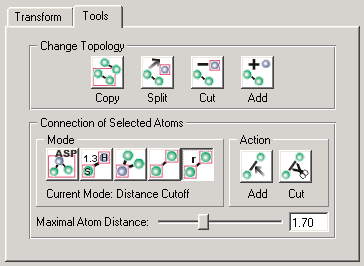 Transform Tools
Change Topology
Copy Split Cut Add
Connection of Selected Atoms
Mode Action
ASP 1.3 S r
Current Mode: Distance Cutoff Add Cut
Maximal Atom Distance: 1.70